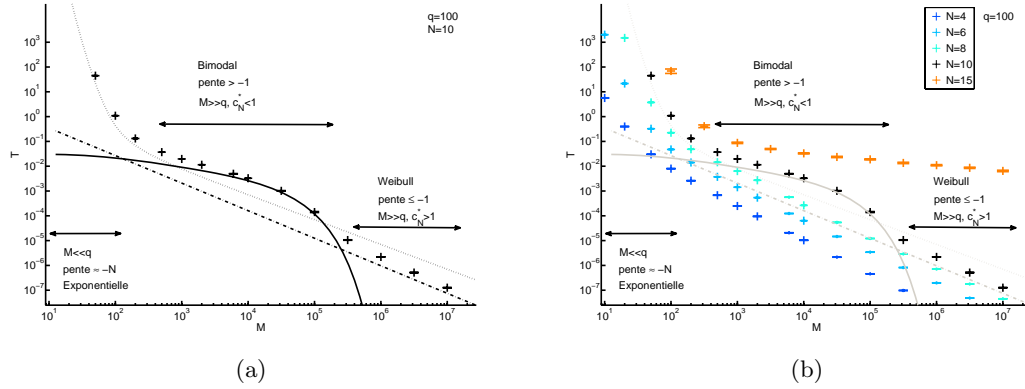 q=100
N=10
10^3
10^2
10^1
10^0
10^−1
10^−2
10^−3
10^−4
10^−5
10^−6
10^−7
T
Bimodal
pente > −1
M>>q, c*_N<1
Weibull
pente ≤ −1
M>>q, c*_N>1
M<<q
pente ≈ −N
Exponentielle
10^1
10^2
10^3
10^4
10^5
10^6
10^7
M
(a)
N=4
N=6
N=8
N=10
N=15
q=100
10^3
10^2
10^1
10^0
10^−1
10^−2
10^−3
10^−4
10^−5
10^−6
10^−7
T
Bimodal
pente > −1
M>>q, c*_N<1
Weibull
pente ≤ −1
M>>q, c*_N>1
M<<q
pente ≈ −N
Exponentielle
10^1
10^2
10^3
10^4
10^5
10^6
10^7
M
(b)